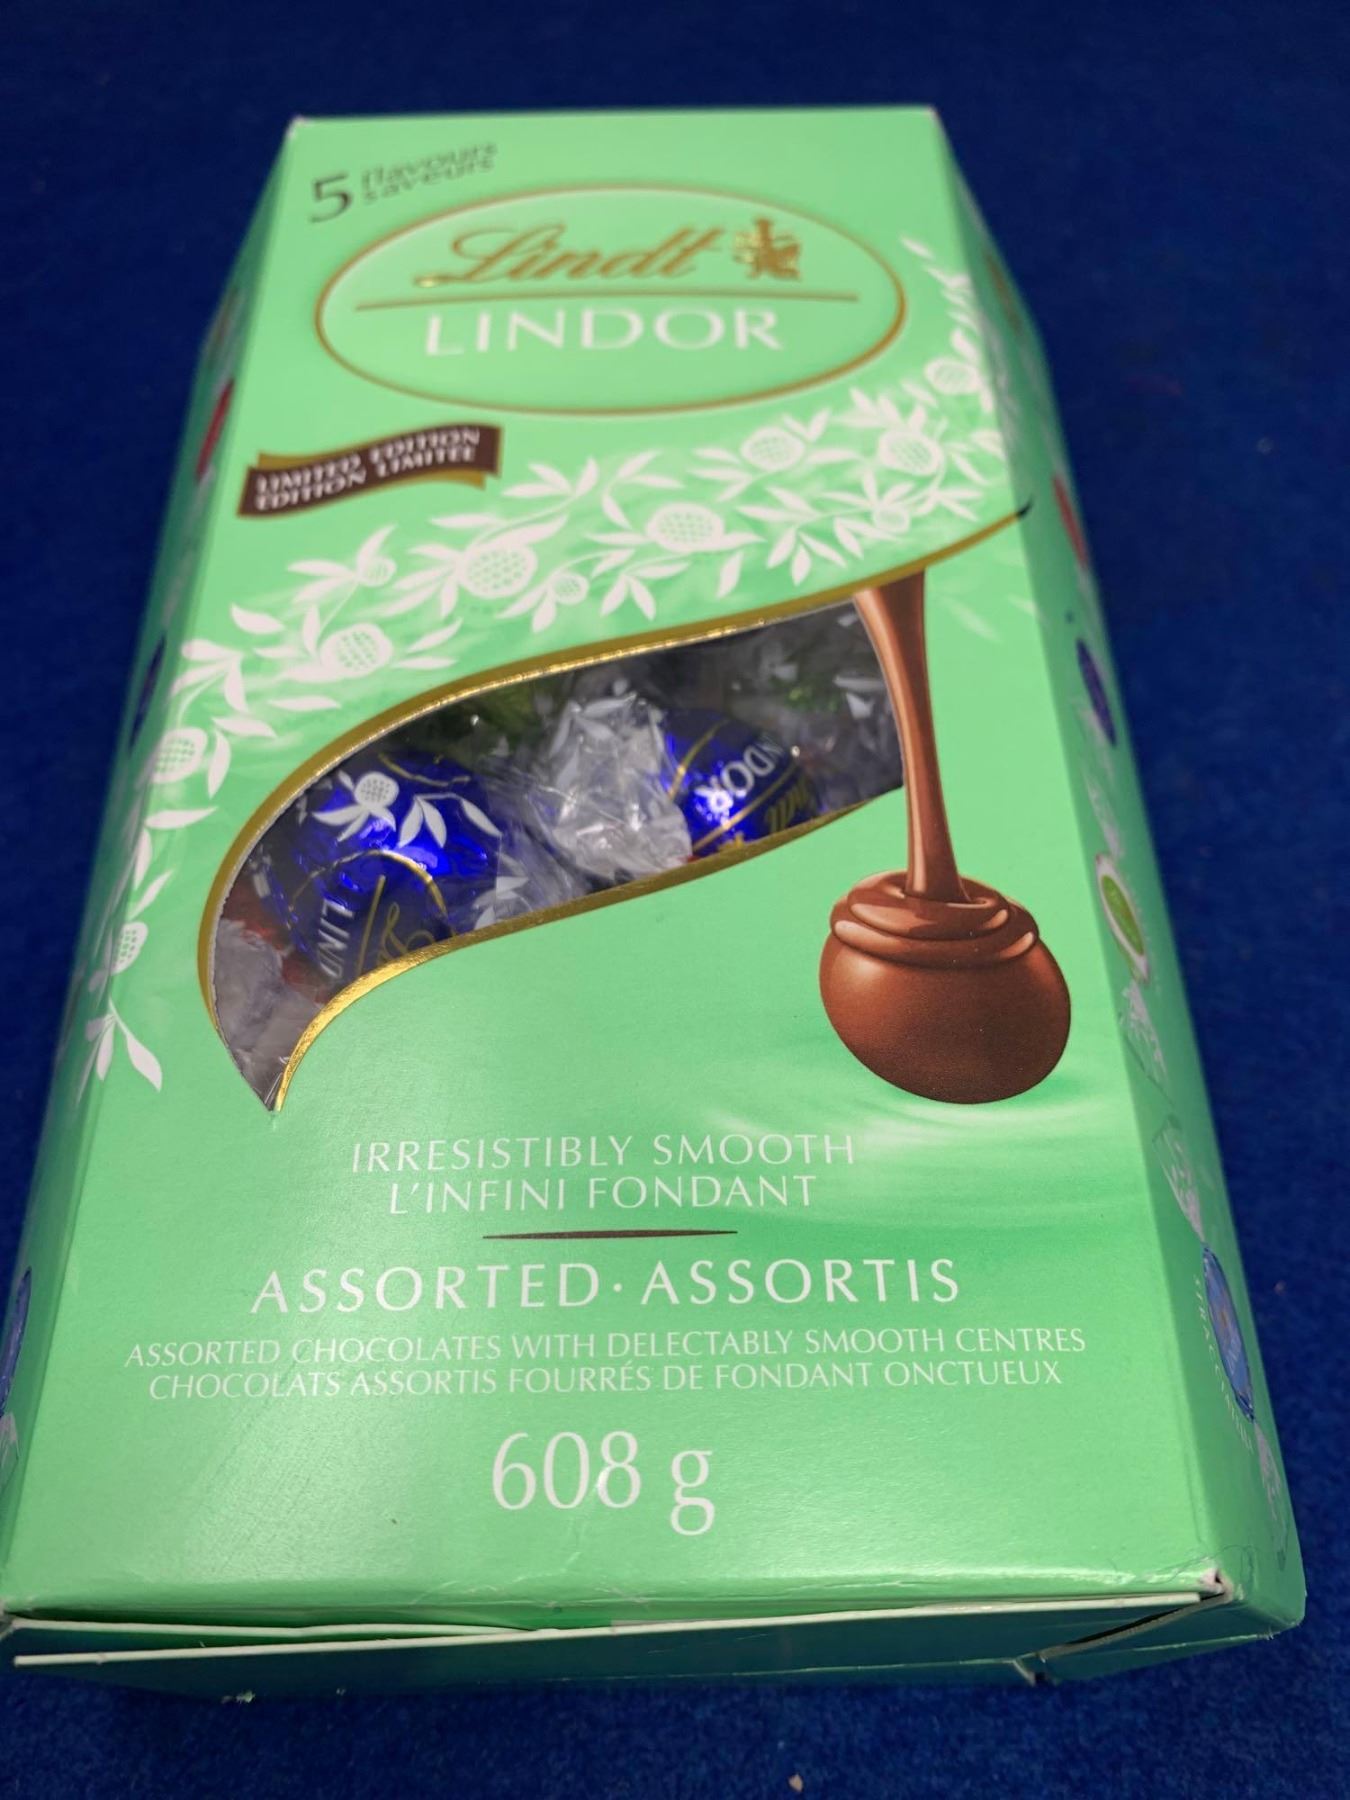 5 flavours
saveurs
Lindt
LINDOR
LIMITED EDITION
ÉDITION LIMITÉE
LINDOR
IRRESISTIBLY SMOOTH
L'INFINI FONDANT
ASSORTED · ASSORTIS
ASSORTED CHOCOLATES WITH DELECTABLY SMOOTH CENTRES
CHOCOLATS ASSORTIS FOURRÉS DE FONDANT ONCTUEUX
608 g